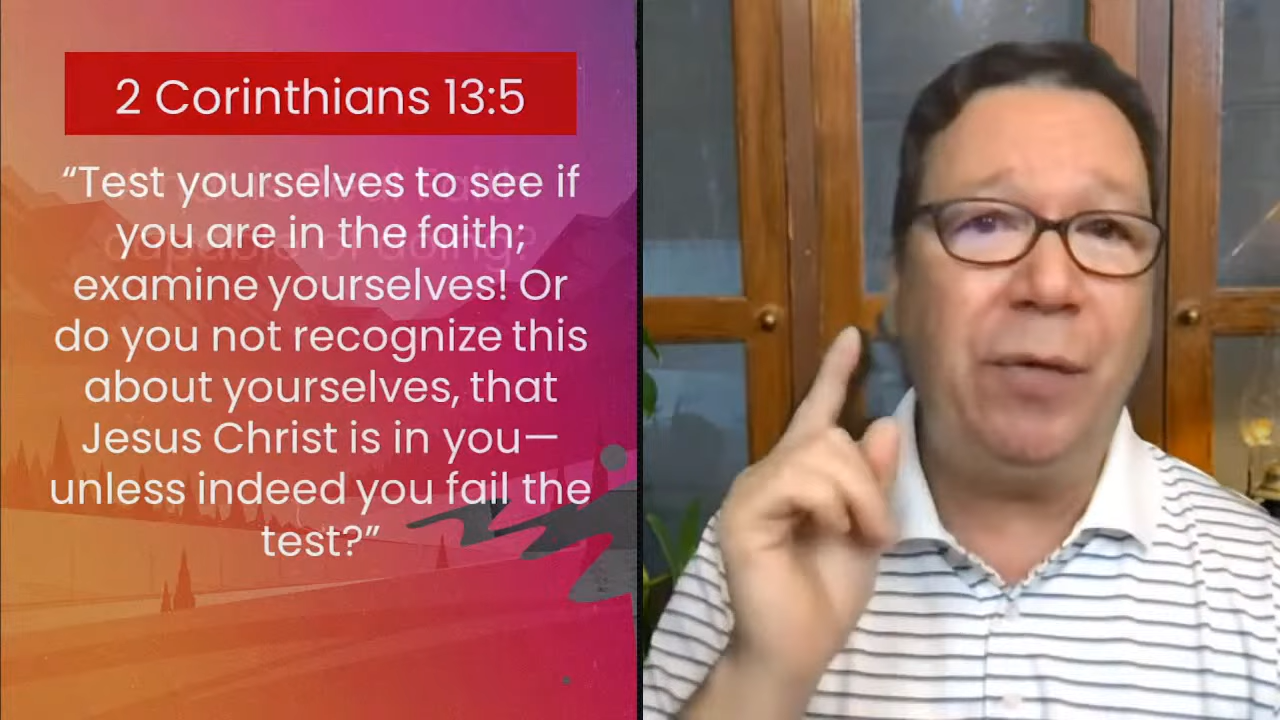 2 Corinthians 13:5
“Test yourselves to see if
you are in the faith;
examine yourselves! Or
do you not recognize this
about yourselves, that
Jesus Christ is in you—
unless indeed you fail the
test?”